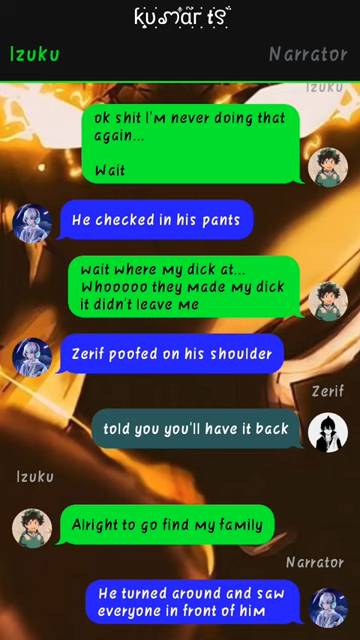 kumar ts
Izuku
Narrator
Izuku
ok shit I'm never doing that
again...
Wait
He checked in his pants
wait where my dick at...
Whooooo they made my dick
it didn't leave me
Zerif poofed on his shoulder
Zerif
told you you'll have it back
Izuku
Alright to go find my family
Narrator
He turned around and saw
everyone in front of him